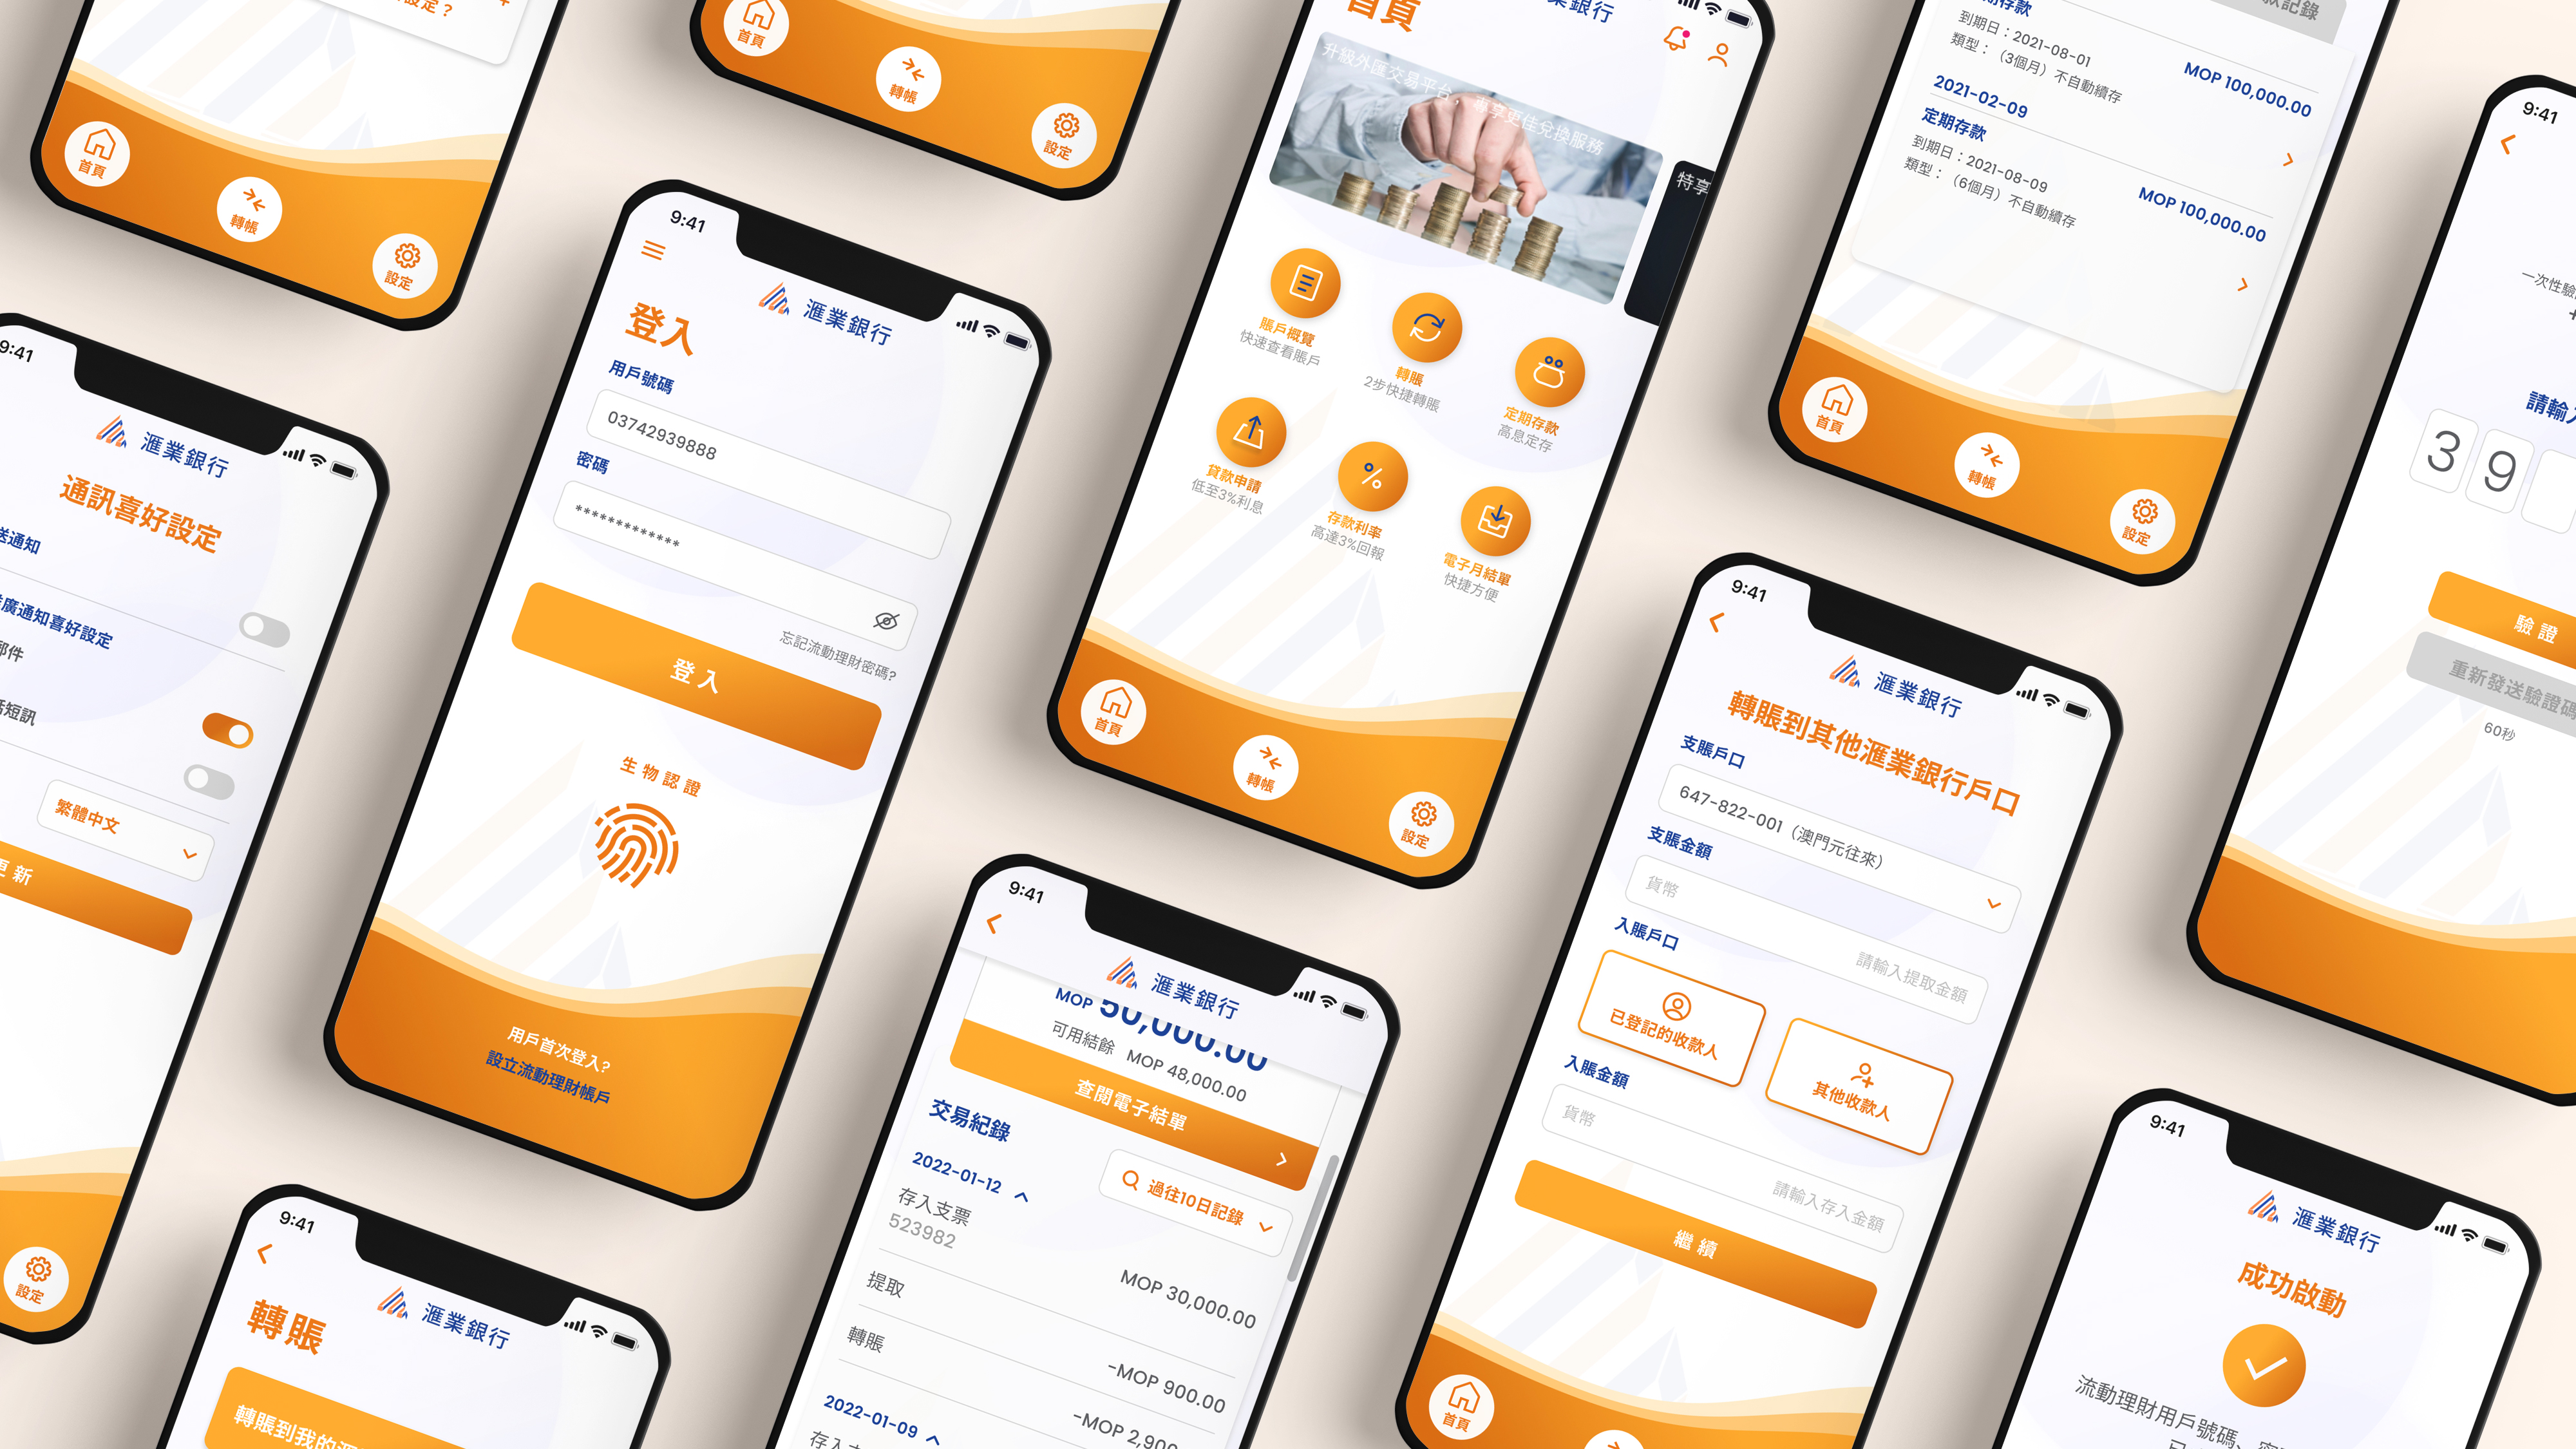 設定？
首頁
轉帳
設定
首頁
轉帳
設定
9:41
滙業銀行
通訊喜好設定
送通知
廣通知喜好設定
郵件
短訊
繁體中文
更新
設定
9:41
滙業銀行
登入
用戶號碼
03742939888
密碼
*************
忘記流動理財密碼?
登入
生物認證
用戶首次登入?
設立流動理財帳戶
9:41
滙業銀行
轉賬
轉賬到我的滙
業銀行
首頁
升級外匯交易平台，專享更佳兌換服務
特享
賬戶概覽
快速查看賬戶
轉賬
2步快捷轉賬
定期存款
高息定存
貸款申請
低至3%利息
存款利率
高達3%回報
電子月結單
快捷方便
首頁
轉帳
設定
9:41
滙業銀行
MOP 50,000.00
可用結餘 MOP 48,000.00
查閱電子結單
交易紀錄
過往10日記錄
2022-01-12
存入支票
523982
MOP 30,000.00
提取
-MOP 900.00
轉賬
-MOP 2,900
2022-01-09
存入支
款記錄
期存款
到期日：2021-08-01
類型：（3個月）不自動續存
MOP 100,000.00
2021-02-09
定期存款
到期日：2021-08-09
類型：（6個月）不自動續存
MOP 100,000.00
首頁
轉帳
設定
9:41
滙業銀行
轉賬到其他滙業銀行戶口
支賬戶口
647-822-001（澳門元往來）
支賬金額
貨幣
請輸入提取金額
入賬戶口
已登記的收款人
其他收款人
入賬金額
貨幣
請輸入存入金額
繼續
首頁
9:41
一次性驗
+
請輸入
3 9
驗證
重新發送驗證碼
60秒
9:41
滙業銀行
成功啟動
流動理財用戶號碼、密
已